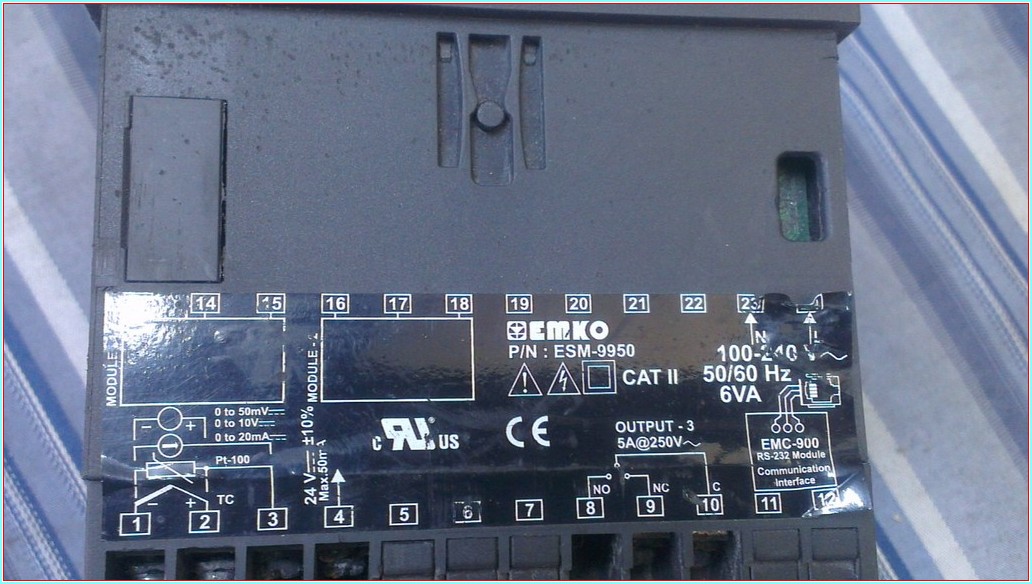 14 15 16 17 18 19 20 21 22 23
EMKO
P/N : ESM-9950
CAT II
N L
100-240 V
50/60 Hz
6VA
MODULE
MODULE - 2
0 to 50mV
0 to 10V
0 to 20mA
Pt-100
TC
- +
- +
24 V ±10%
Max.50mA
c RU US
CE
OUTPUT - 3
5A@250V~
NO NC C
EMC-900
RS-232 Module
Communication
Interface
1 2 3 4 5 6 7 8 9 10 11 12